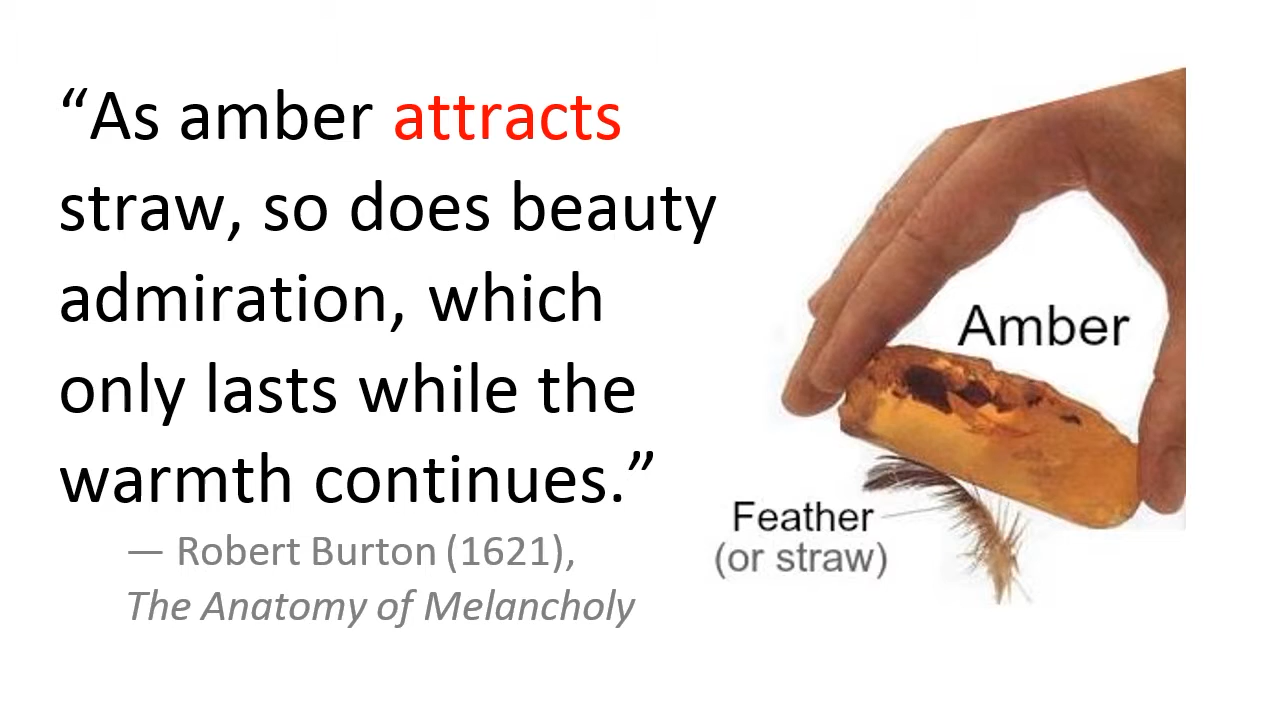 “As amber attracts
straw, so does beauty
admiration, which
only lasts while the
warmth continues.”
— Robert Burton (1621),
The Anatomy of Melancholy
Amber
Feather
(or straw)